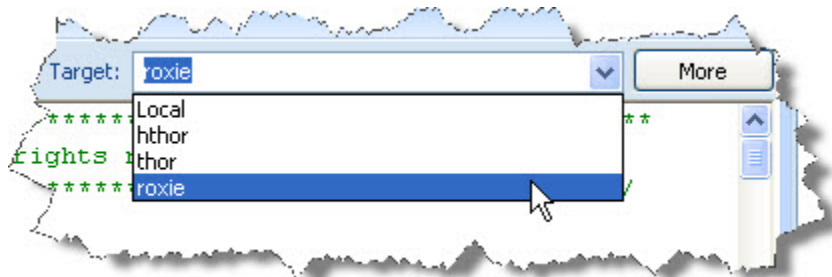 Target: roxie More
Local
************ **
hthor
rights r
thor
****** /
roxie